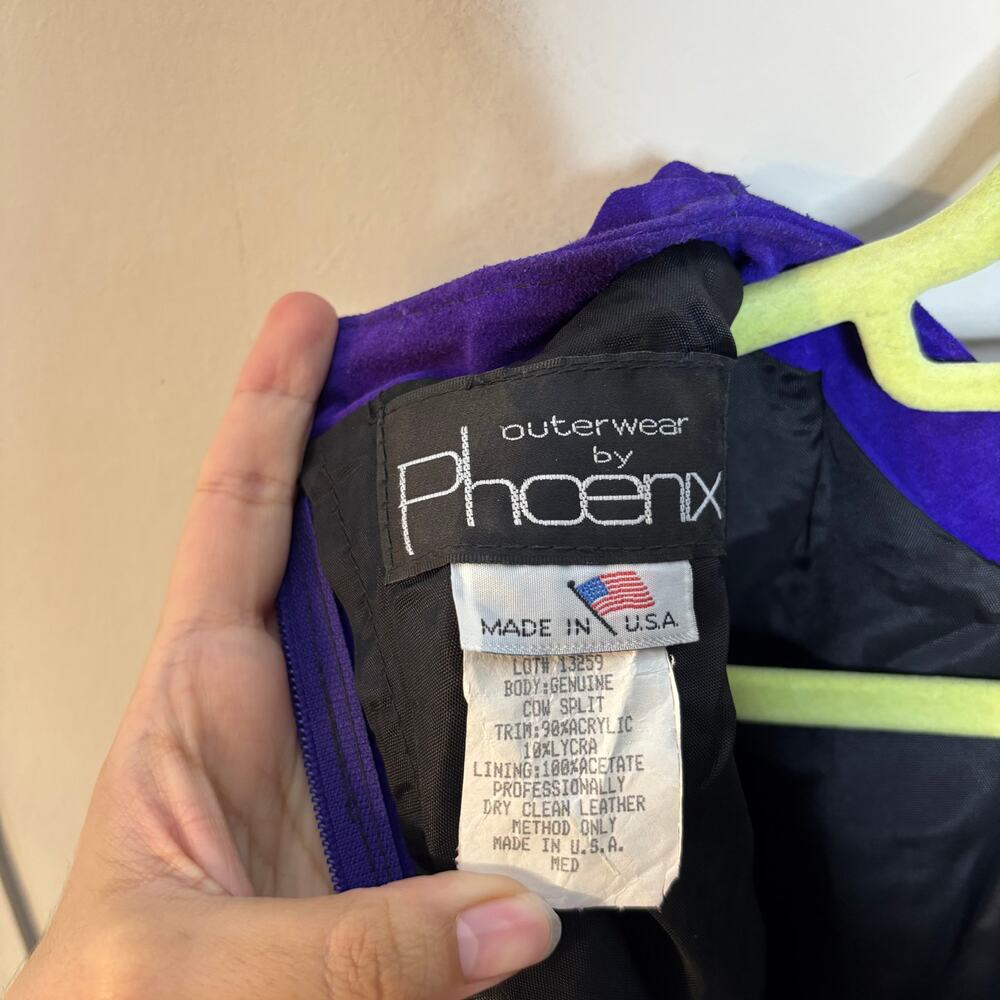 outerwear
by
Phoenix
MADE IN U.S.A.
LOT# 13259
BODY:GENUINE
COW SPLIT
TRIM:90%ACRYLIC
10%LYCRA
LINING:100%ACETATE
PROFESSIONALLY
DRY CLEAN LEATHER
METHOD ONLY
MADE IN U.S.A.
MED